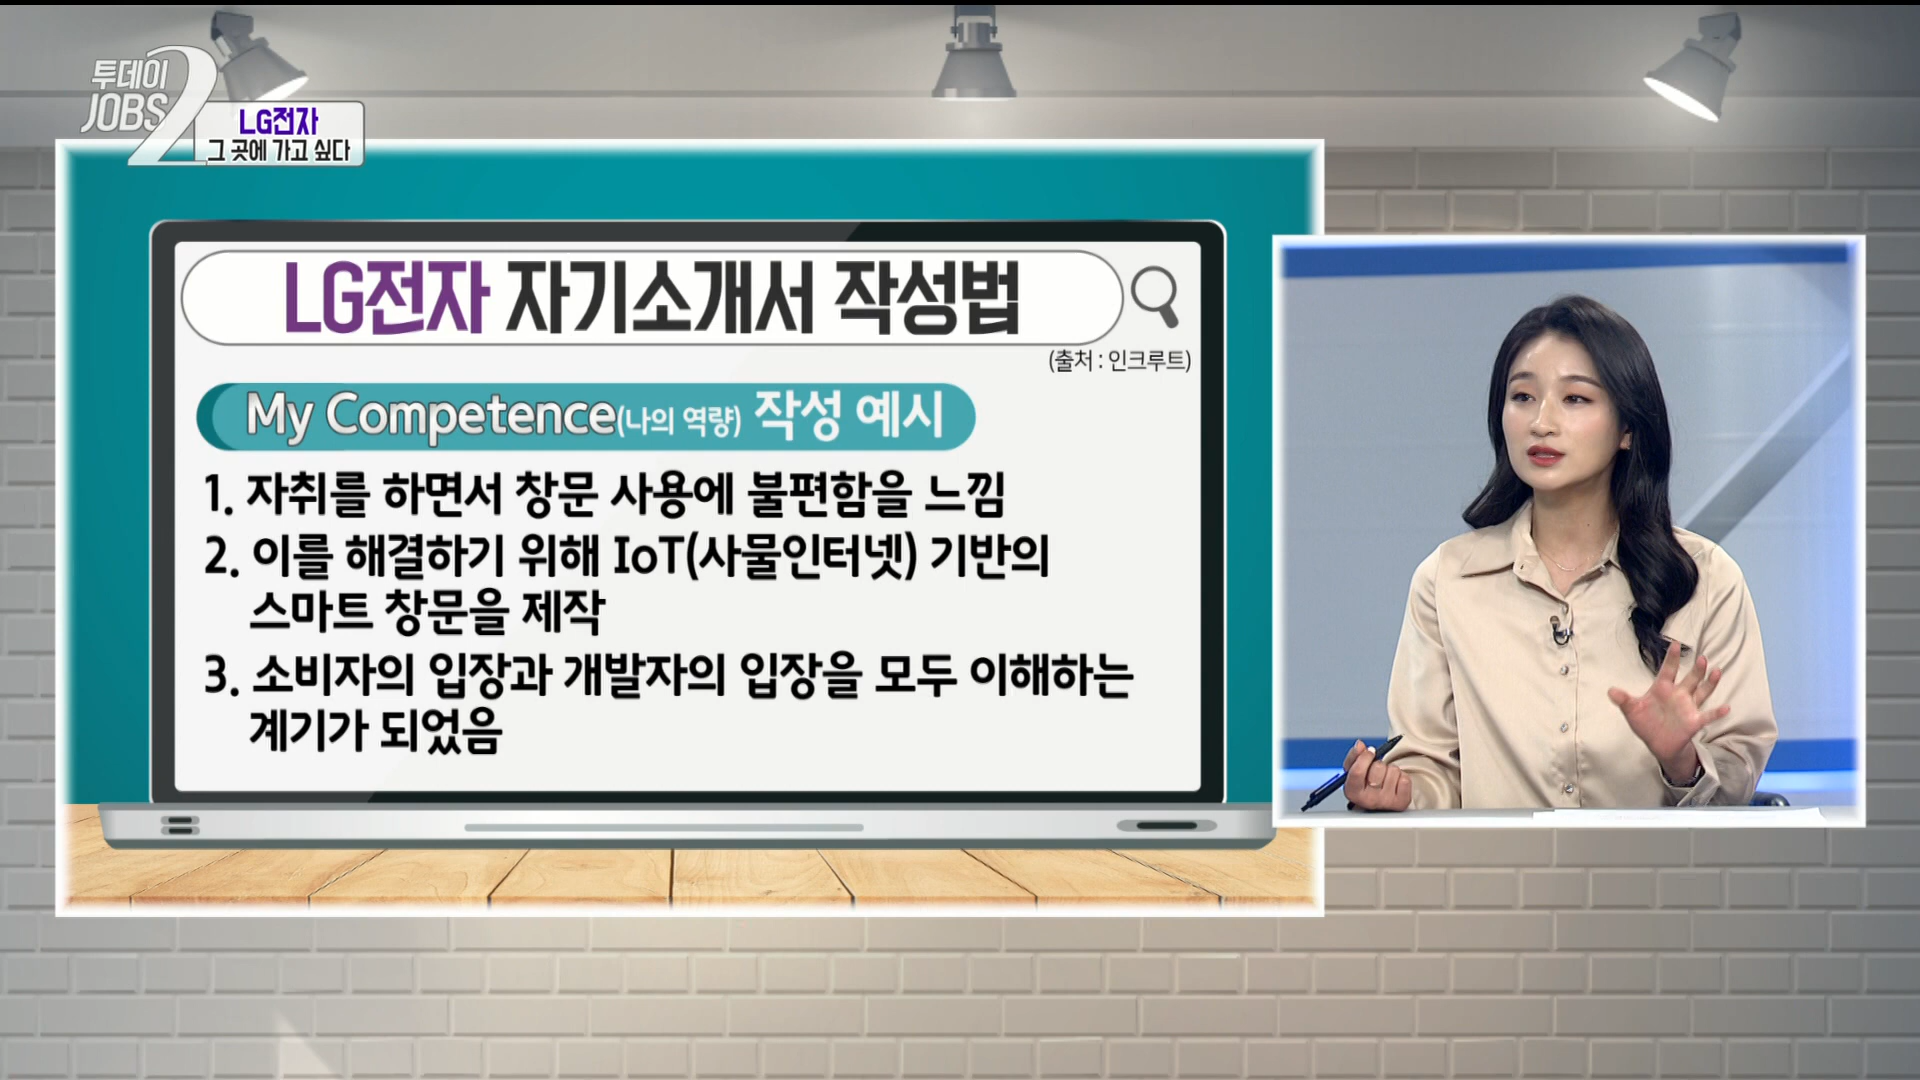 투데이
JOBS 2
LG전자
그 곳에 가고 싶다
LG전자 자기소개서 작성법
(출처 : 인크루트)
My Competence(나의 역량) 작성 예시
1. 자취를 하면서 창문 사용에 불편함을 느낌
2. 이를 해결하기 위해 IoT(사물인터넷) 기반의
스마트 창문을 제작
3. 소비자의 입장과 개발자의 입장을 모두 이해하는
계기가 되었음